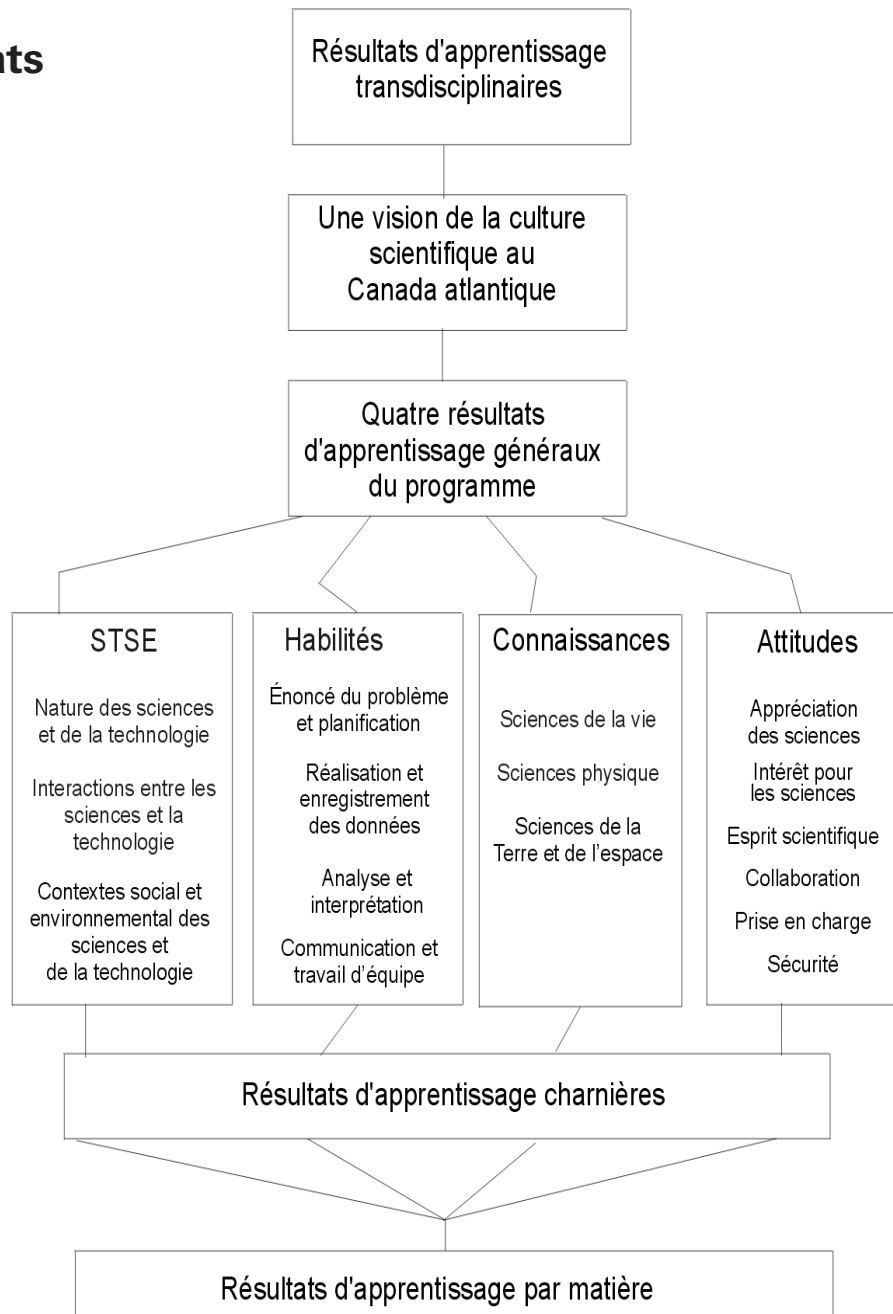 Résultats d'apprentissage
transdisciplinaires
Une vision de la culture
scientifique au
Canada atlantique
Quatre résultats
d'apprentissage généraux
du programme
STSE
Nature des sciences
et de la technologie
Interactions entre les
sciences et la
technologie
Contextes social et
environnemental des
sciences et
de la technologie
Habilités
Énoncé du problème
et planification
Réalisation et
enregistrement
des données
Analyse et
interprétation
Communication et
travail d'équipe
Connaissances
Sciences de la vie
Sciences physique
Sciences de la
Terre et de l'espace
Attitudes
Appréciation
des sciences
Intérêt pour
les sciences
Esprit scientifique
Collaboration
Prise en charge
Sécurité
Résultats d'apprentissage charnières
Résultats d'apprentissage par matière